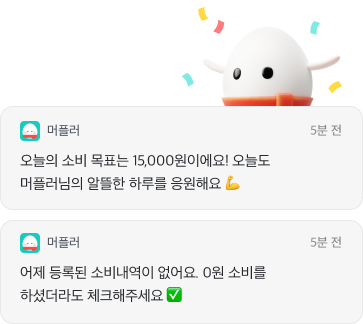 머플러
5분 전
오늘의 소비 목표는 15,000원이에요! 오늘도
머플러님의 알뜰한 하루를 응원해요 💪
머플러
5분 전
어제 등록된 소비내역이 없어요. 0원 소비를
하셨더라도 체크해주세요 ✅